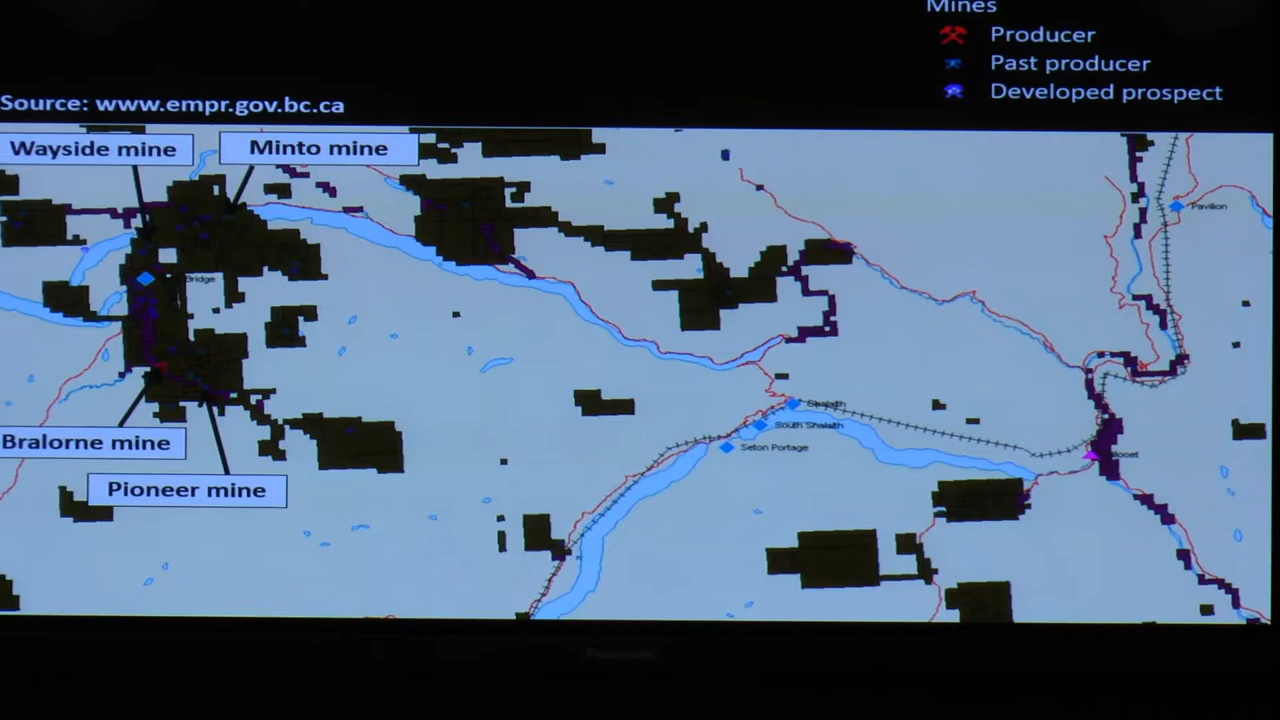 Mines
Producer
Past producer
Developed prospect
Source: www.empr.gov.bc.ca
Wayside mine
Minto mine
Pavilion
Bridge
Shalalth
South Shalalth
Seton Portage
Bralorne mine
Pioneer mine